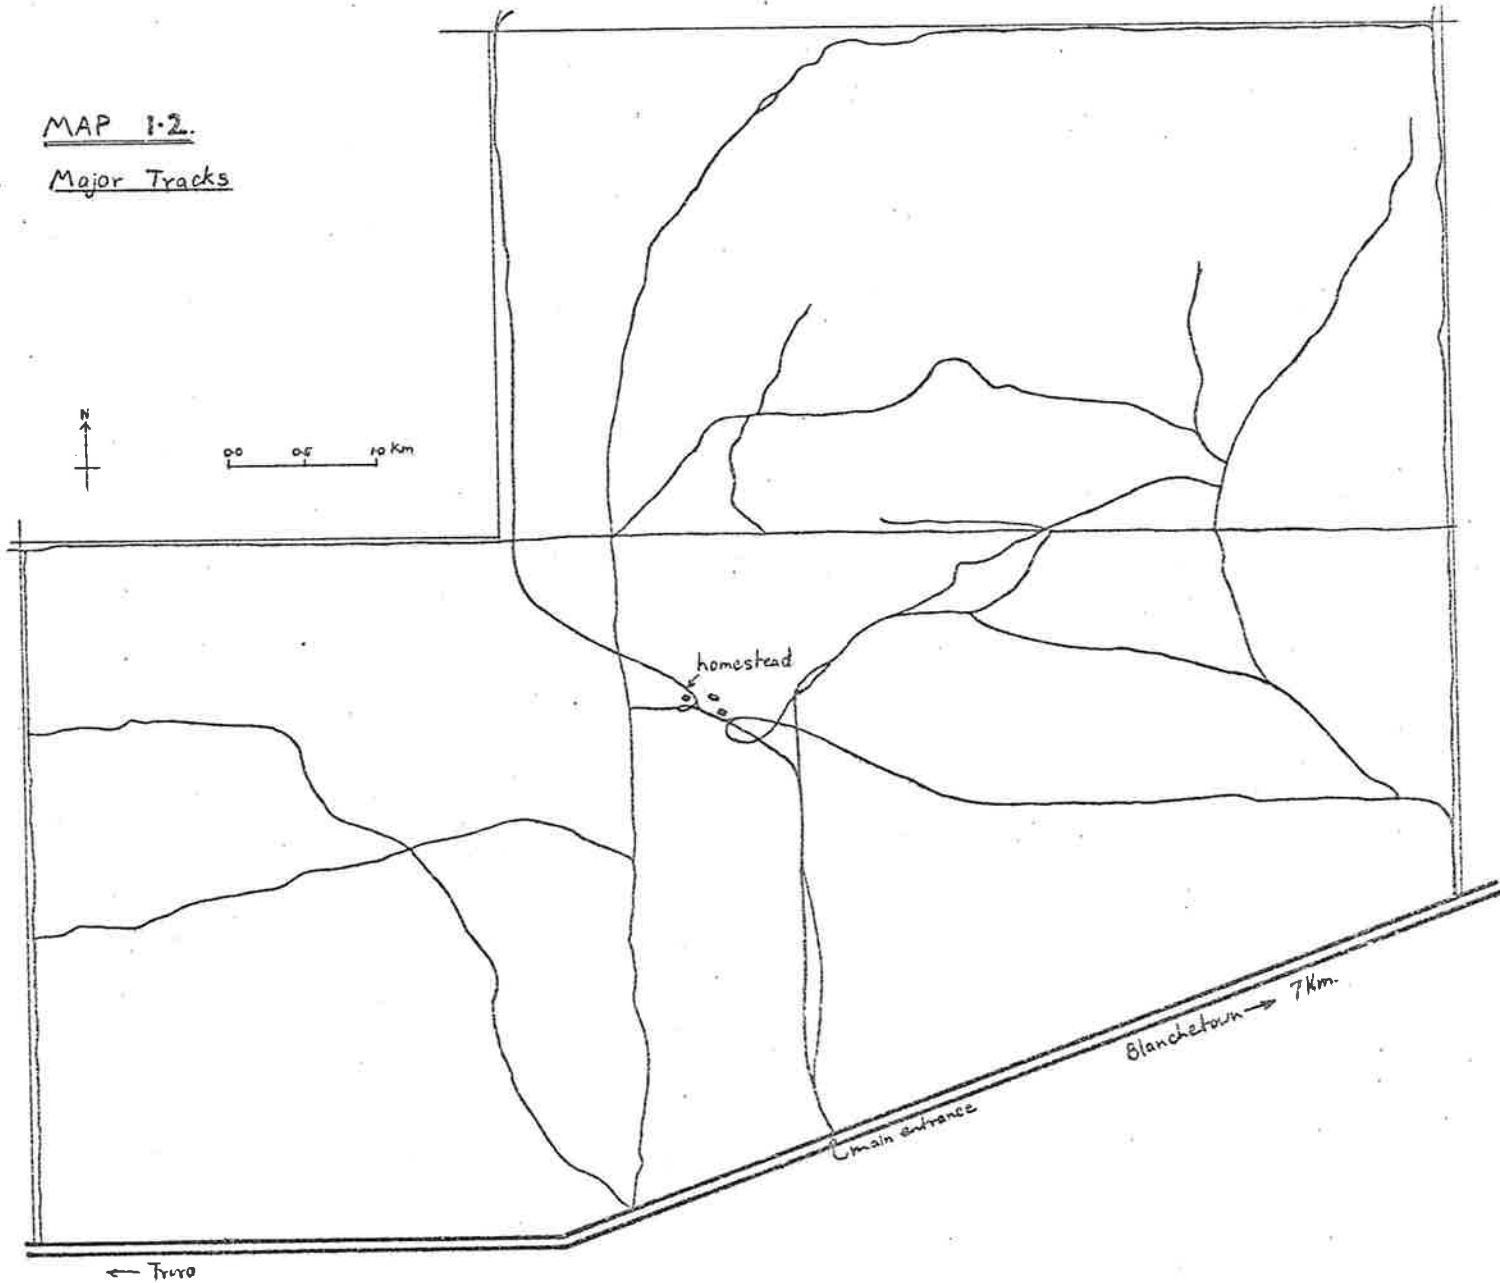 MAP 1.2.
Major Tracks
N
0.0 0.5 1.0 Km
homestead
7 Km.
Blanchetown →
main entrance
← Truro